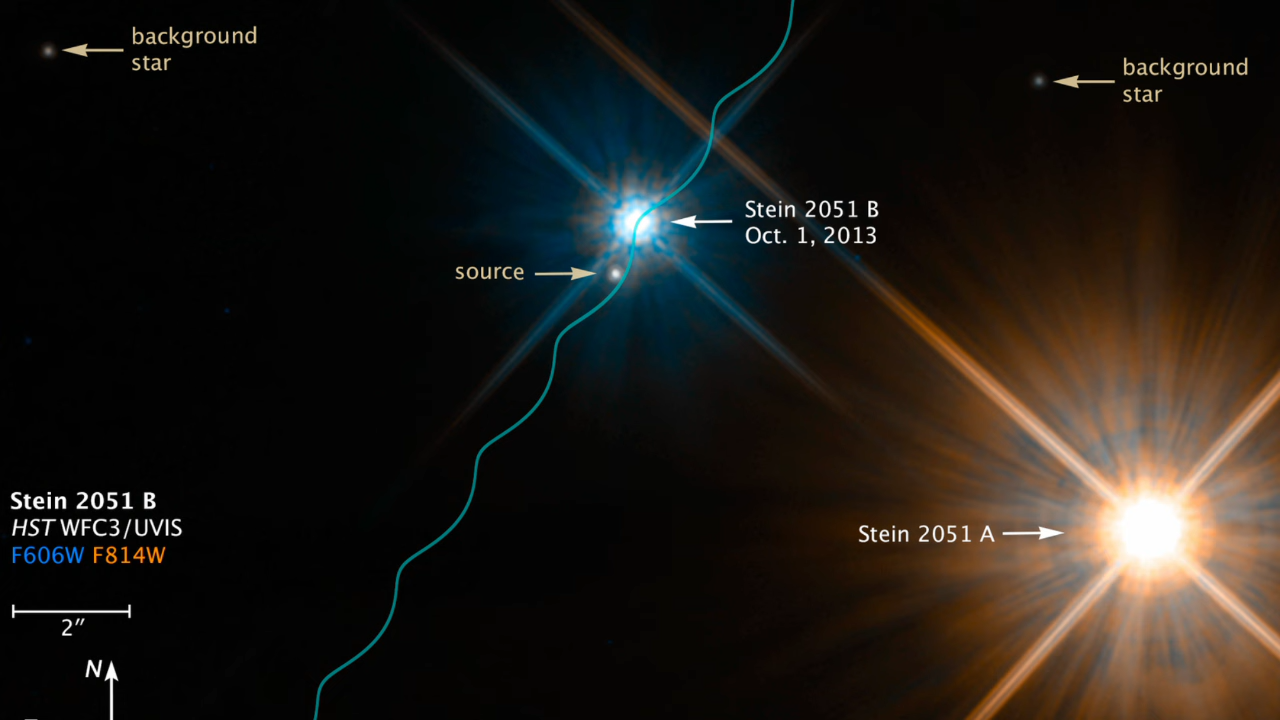 background
star
background
star
Stein 2051 B
Oct. 1, 2013
source
Stein 2051 B
HST WFC3/UVIS
F606W F814W
Stein 2051 A
2″
N